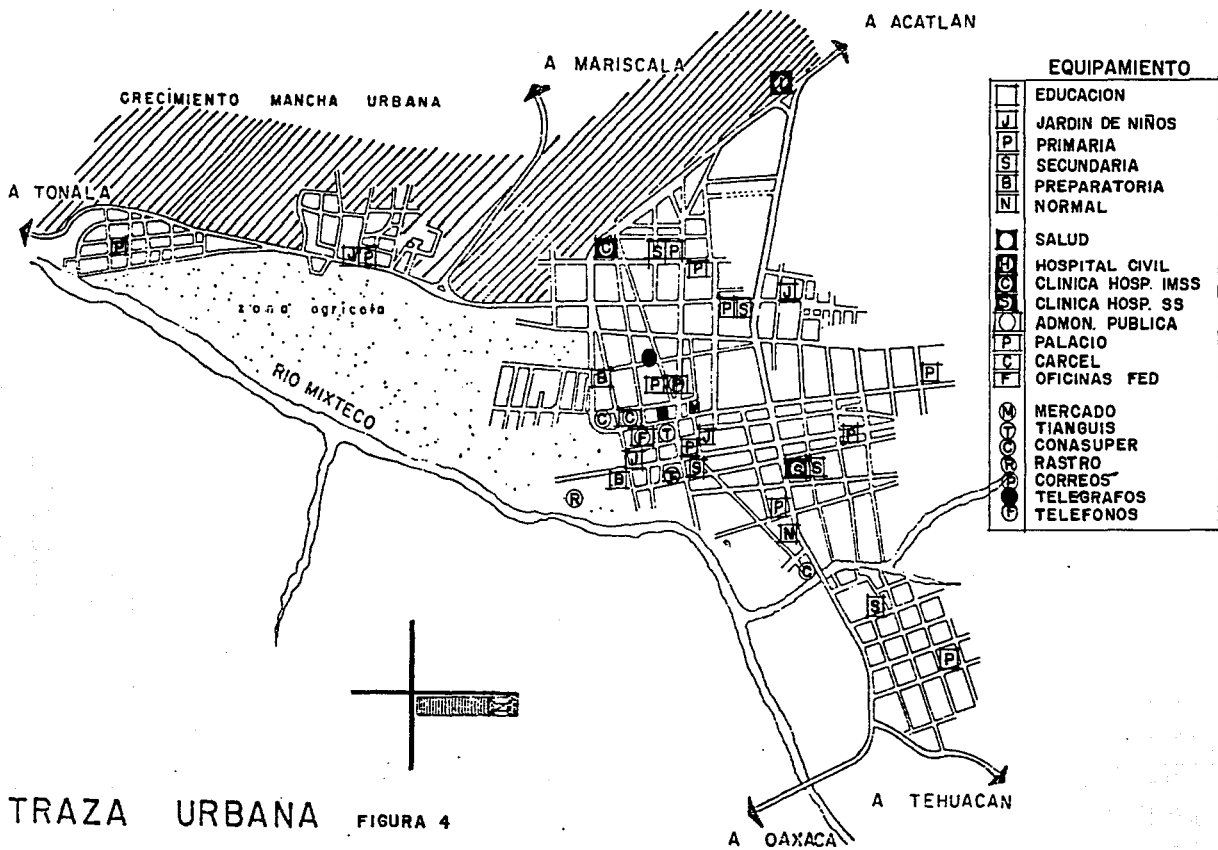 A ACATLAN
A MARISCALA
CRECIMIENTO MANCHA URBANA
A TONALA
zona agricola
RIO MIXTECO
EQUIPAMIENTO
EDUCACION
J JARDIN DE NIÑOS
P PRIMARIA
S SECUNDARIA
B PREPARATORIA
N NORMAL
SALUD
H HOSPITAL CIVIL
C CLINICA HOSP. IMSS
S CLINICA HOSP. SS
ADMON. PUBLICA
P PALACIO
C CARCEL
F OFICINAS FED
M MERCADO
T TIANGUIS
C CONASUPER
R RASTRO
P CORREOS
TELEGRAFOS
F TELEFONOS
P
J P
C
S P
P
P S
J
B
P P
P
C C
M
F T
J
P J
P
J
B
R
S
S S
R
P
N
C
S
P
A TEHUACAN
A OAXACA
TRAZA URBANA FIGURA 4